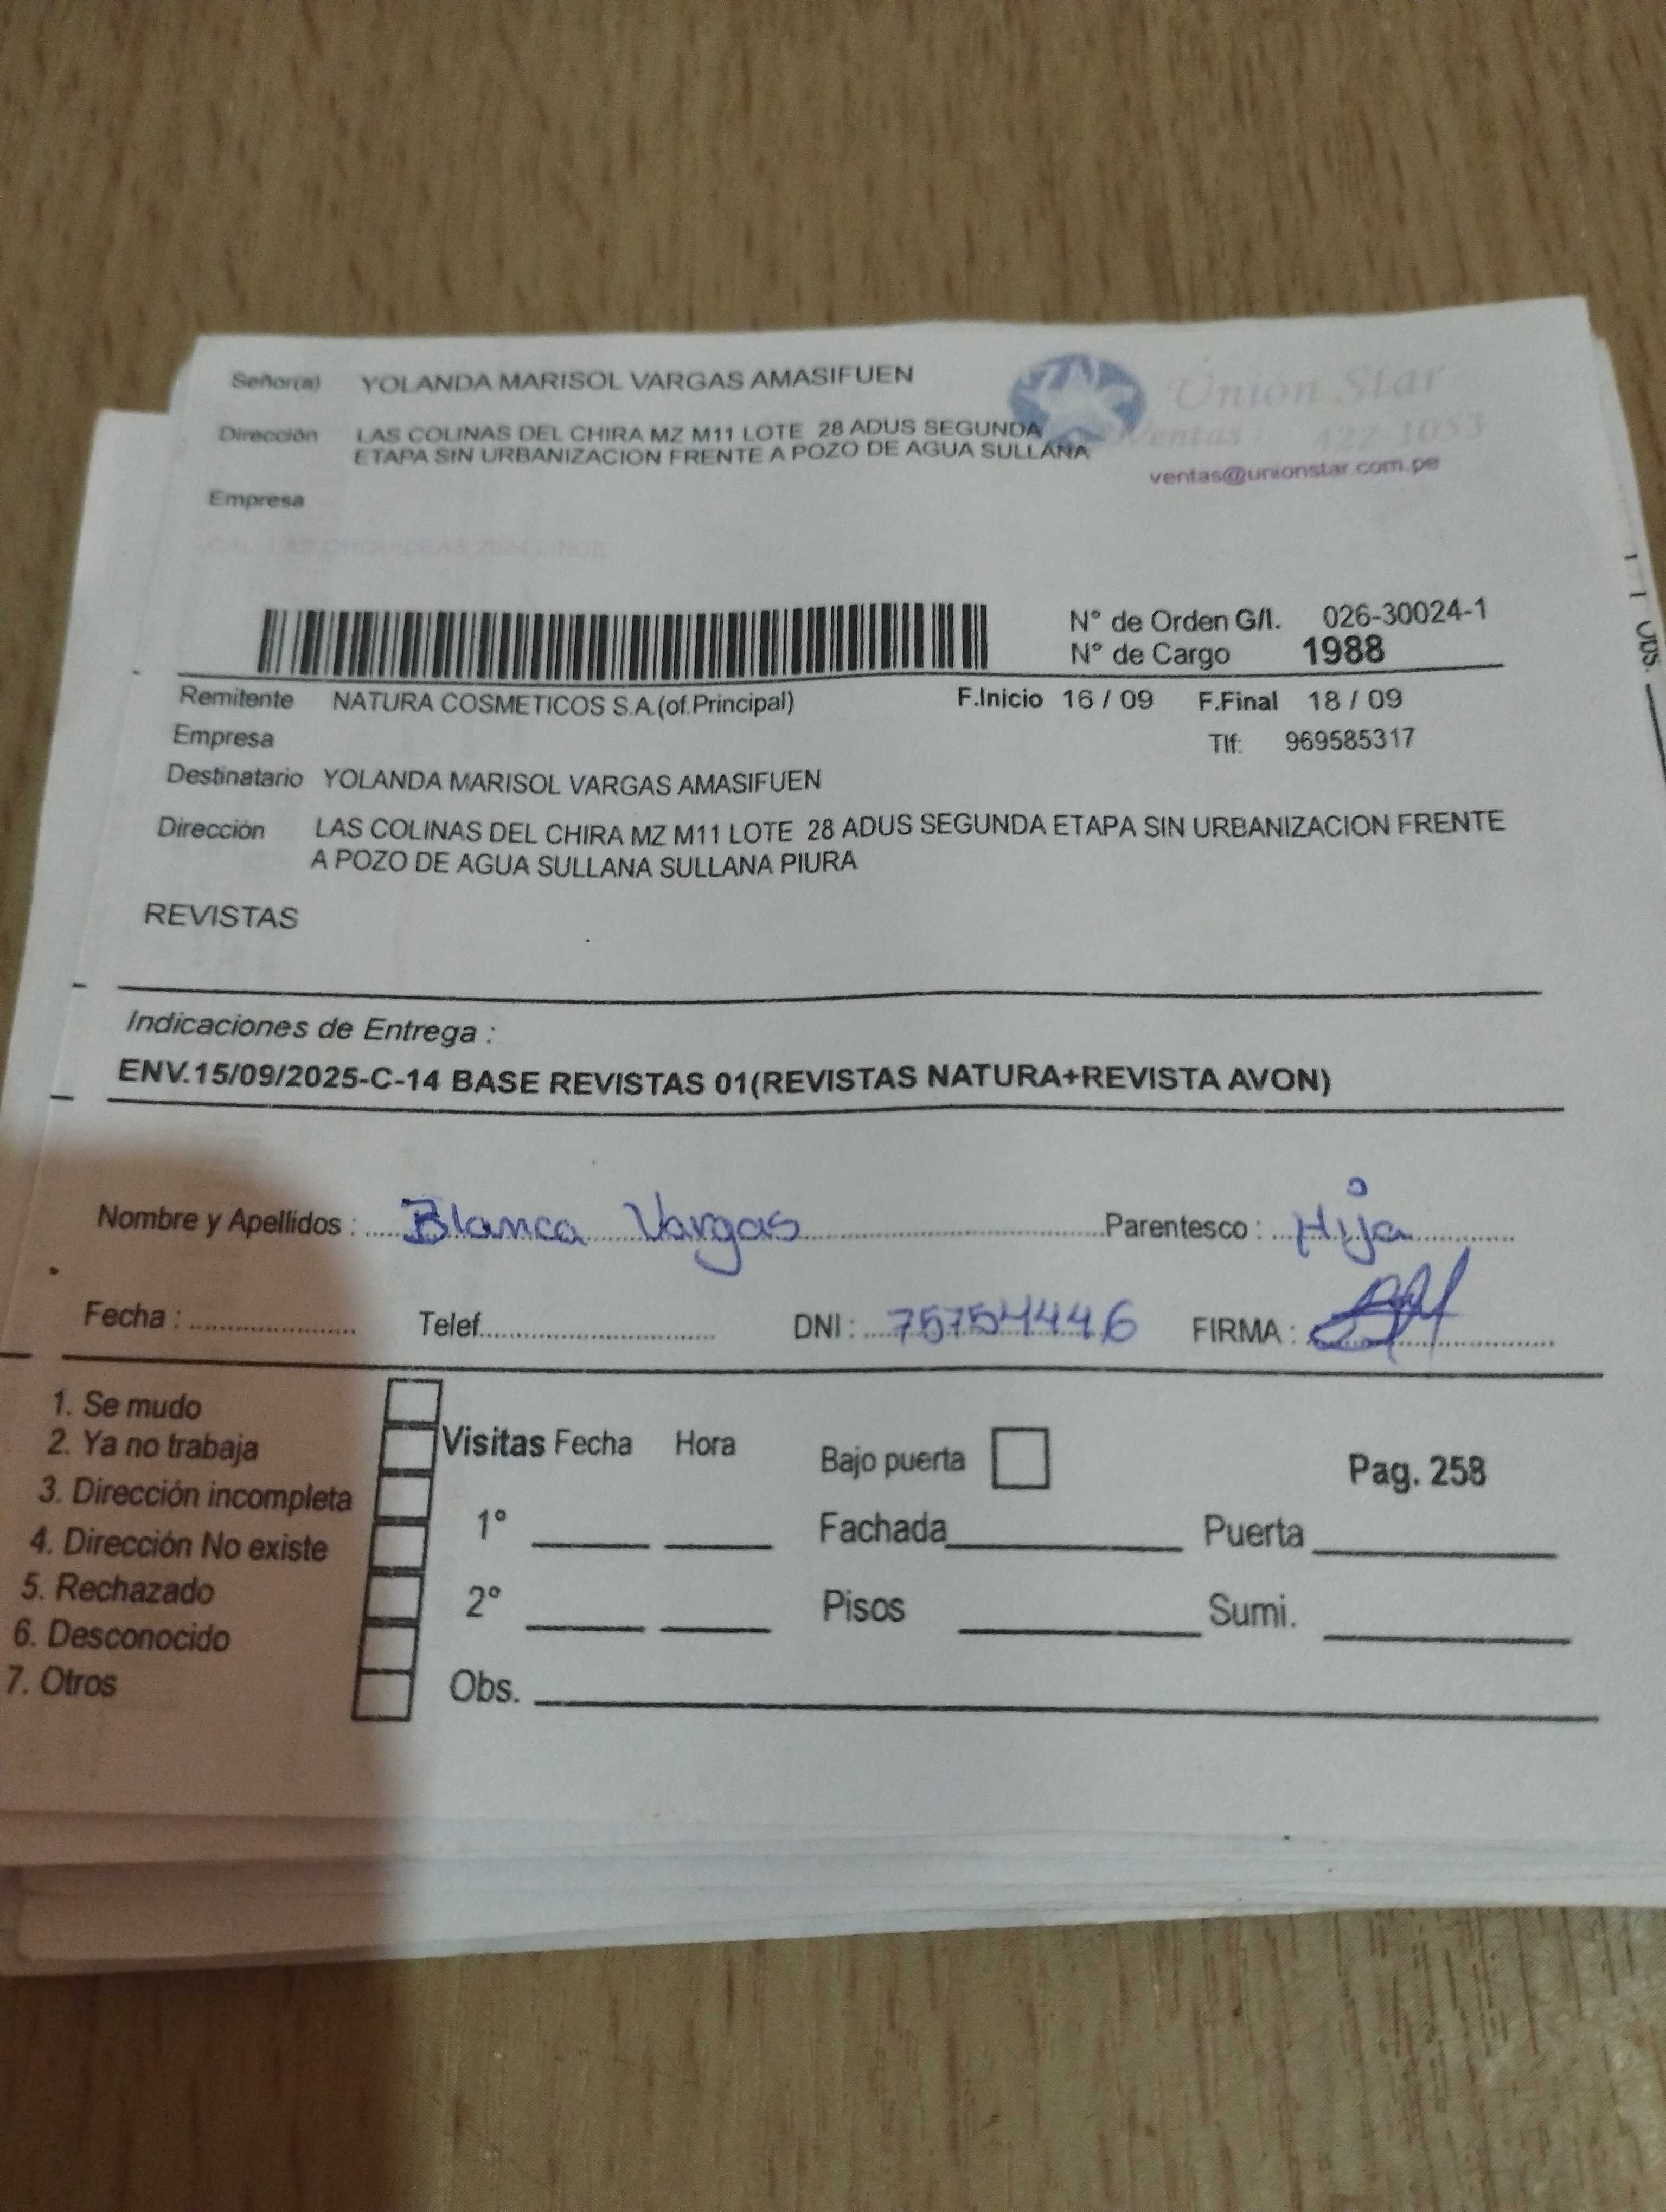 Señor(a) YOLANDA MARISOL VARGAS AMASIFUEN
Union Star
Dirección LAS COLINAS DEL CHIRA MZ M11 LOTE 28 ADUS SEGUNDA
ETAPA SIN URBANIZACION FRENTE A POZO DE AGUA SULLANA
Ventas: 422 1053
ventas@unionstar.com.pe
Empresa
N° de Orden G/I. 026-30024-1
N° de Cargo 1988
Remitente NATURA COSMETICOS S.A.(of.Principal) F.Inicio 16 / 09 F.Final 18 / 09
Empresa Tlf: 969585317
Destinatario YOLANDA MARISOL VARGAS AMASIFUEN
Dirección LAS COLINAS DEL CHIRA MZ M11 LOTE 28 ADUS SEGUNDA ETAPA SIN URBANIZACION FRENTE
A POZO DE AGUA SULLANA SULLANA PIURA
REVISTAS
Indicaciones de Entrega :
ENV.15/09/2025-C-14 BASE REVISTAS 01(REVISTAS NATURA+REVISTA AVON)
Nombre y Apellidos : Blanca Vargas Parentesco : Hija
Fecha : Telef. DNI : 75754446 FIRMA :
1. Se mudo
2. Ya no trabaja
3. Dirección incompleta
4. Dirección No existe
5. Rechazado
6. Desconocido
7. Otros
Visitas Fecha Hora Bajo puerta Pag. 258
1° Fachada Puerta
2° Pisos Sumi.
Obs.